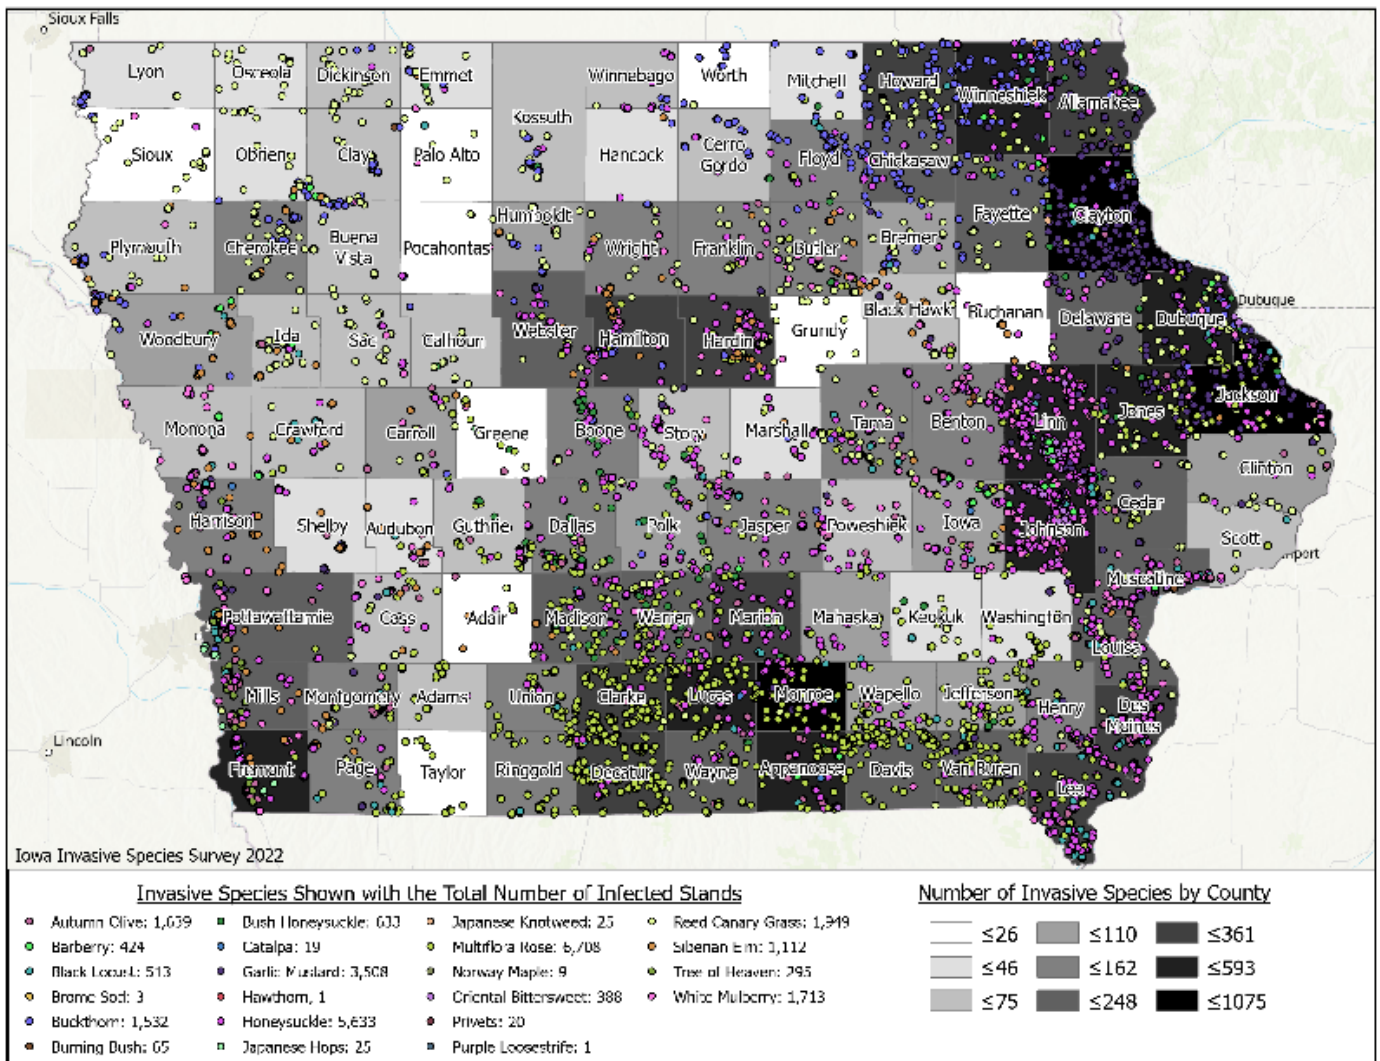 Sioux Falls
Lyon Osceola Dickinson Emmet Winnebago Worth Mitchell Howard Winneshiek Allamakee
Kossuth
Sioux OBrien Clay Palo Alto Hancock Cerro Gordo Floyd Chickasaw
Plymouth Cherokee Buena Vista Pocahontas Humboldt Wright Franklin Butler Bremer Fayette Clayton
Woodbury Ida Sac Calhoun Webster Hamilton Hardin Grundy Black Hawk Buchanan Delaware Dubuque Dubuque
Monona Crawford Carroll Greene Boone Story Marshall Tama Benton Linn Jones Jackson
Clinton
Harrison Shelby Audubon Guthrie Dallas Polk Jasper Poweshiek Iowa Johnson Cedar Scott
port
Muscatine
Pottawattamie Cass Adair Madison Warren Marion Mahaska Keokuk Washington Louisa
Mills Montgomery Adams Union Clarke Lucas Monroe Wapello Jefferson Henry Des Moines
Lincoln
Fremont Page Taylor Ringgold Decatur Wayne Appanoose Davis Van Buren Lee
Iowa Invasive Species Survey 2022
Invasive Species Shown with the Total Number of Infected Stands
Autumn Olive: 1,659
Barberry: 424
Black Locust: 513
Brome Sod: 3
Buckthorn: 1,532
Burning Bush: 65
Bush Honeysuckle: 633
Catalpa: 19
Garlic Mustard: 3,508
Hawthorn, 1
Honeysuckle: 5,633
Japanese Hops: 25
Japanese Knotweed: 25
Multiflora Rose: 6,708
Norway Maple: 9
Oriental Bittersweet: 388
Privets: 20
Purple Loosestrife: 1
Reed Canary Grass: 1,949
Siberian Elm: 1,112
Tree of Heaven: 295
White Mulberry: 1,713
Number of Invasive Species by County
≤26 ≤110 ≤361
≤46 ≤162 ≤593
≤75 ≤248 ≤1075